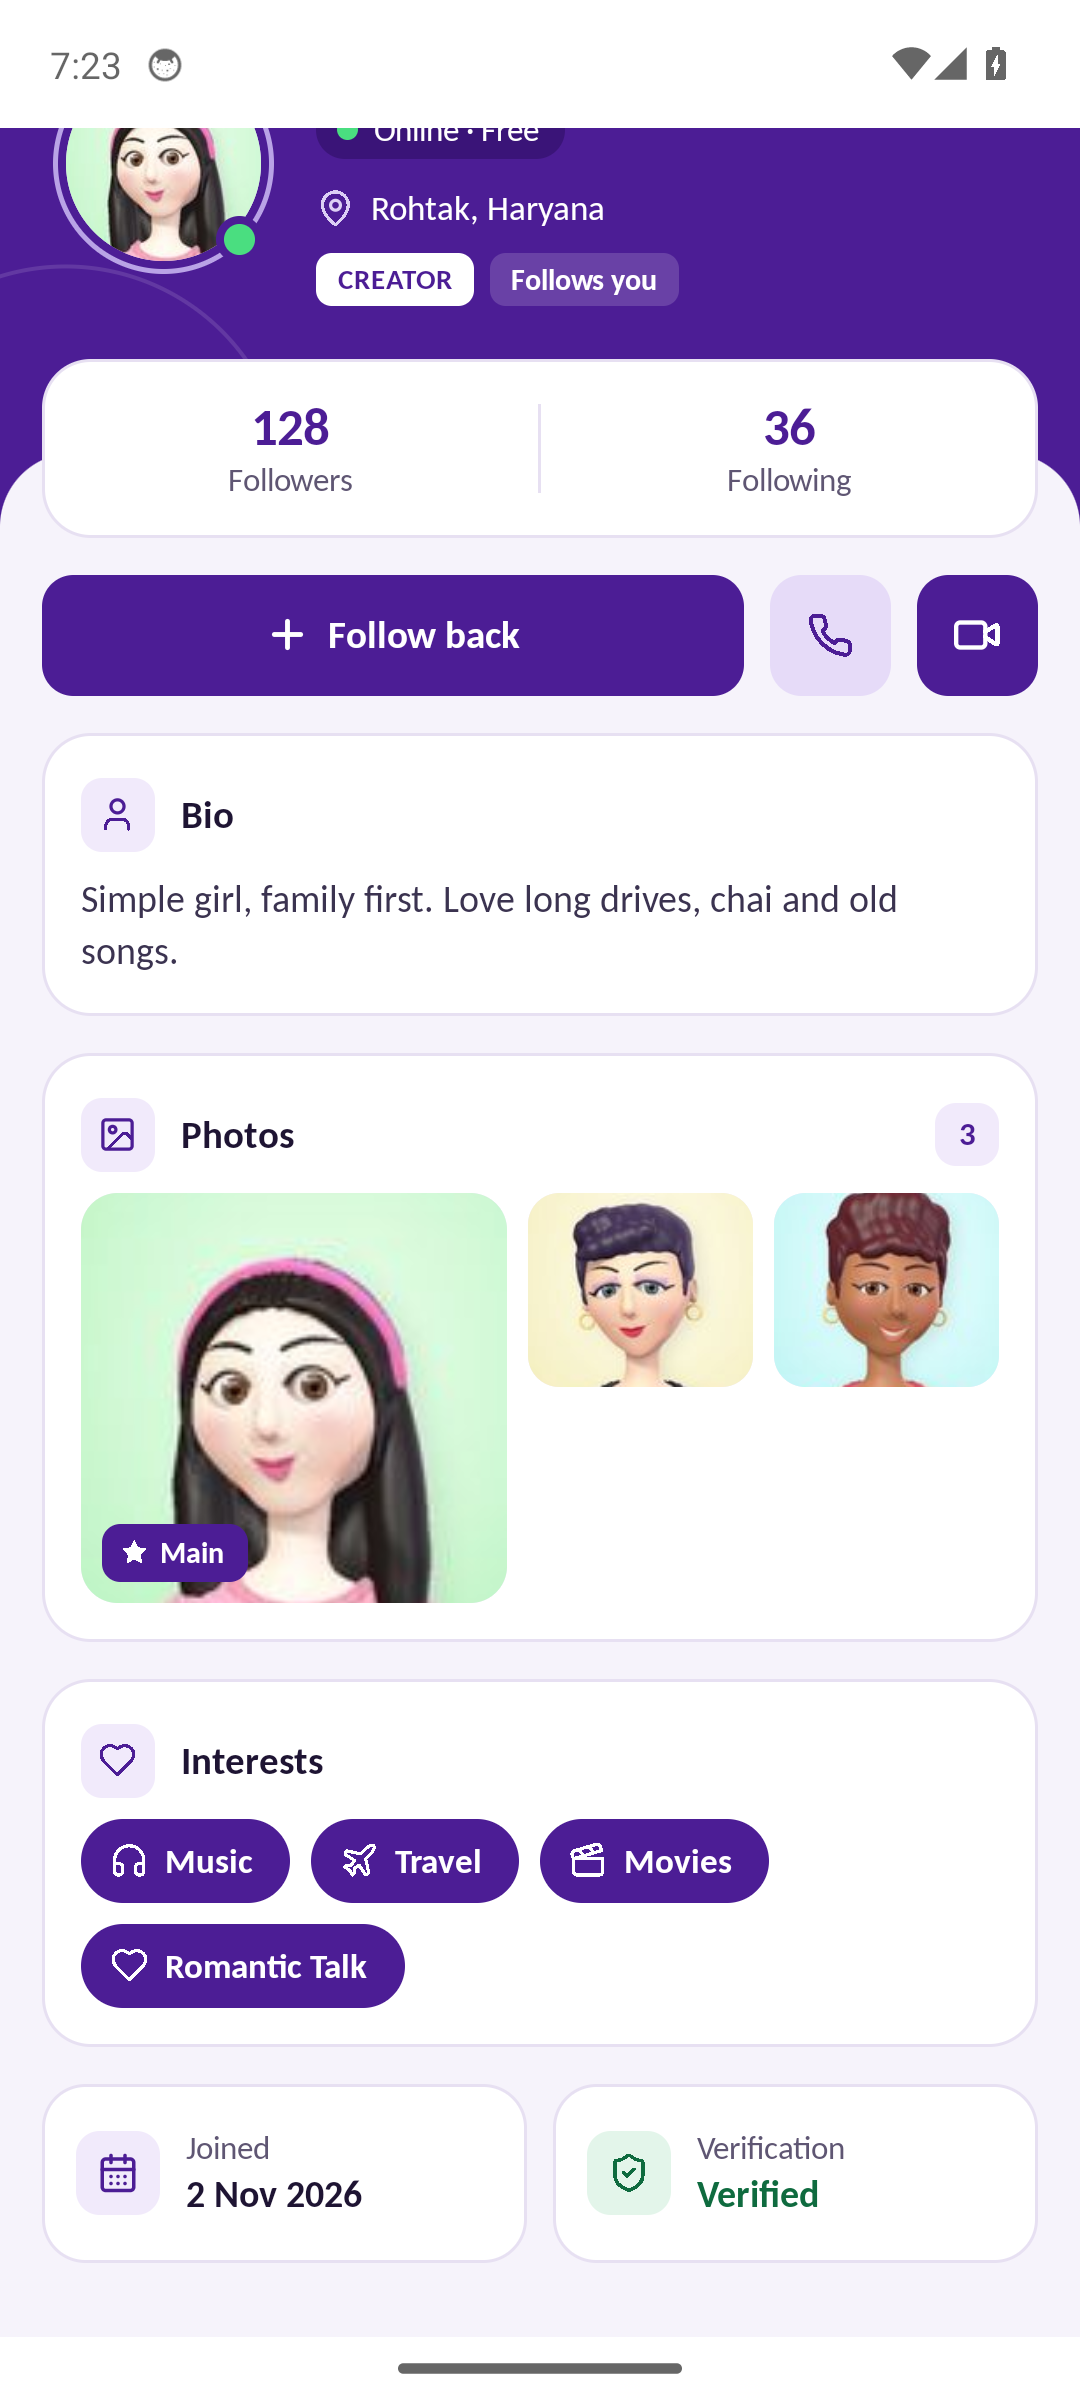 7:23
Online · Free
Rohtak, Haryana
CREATOR
Follows you
128
Followers
36
Following
Follow back
Bio
Simple girl, family first. Love long drives, chai and old
songs.
Photos
3
Main
Interests
Music
Travel
Movies
Romantic Talk
Joined
2 Nov 2026
Verification
Verified